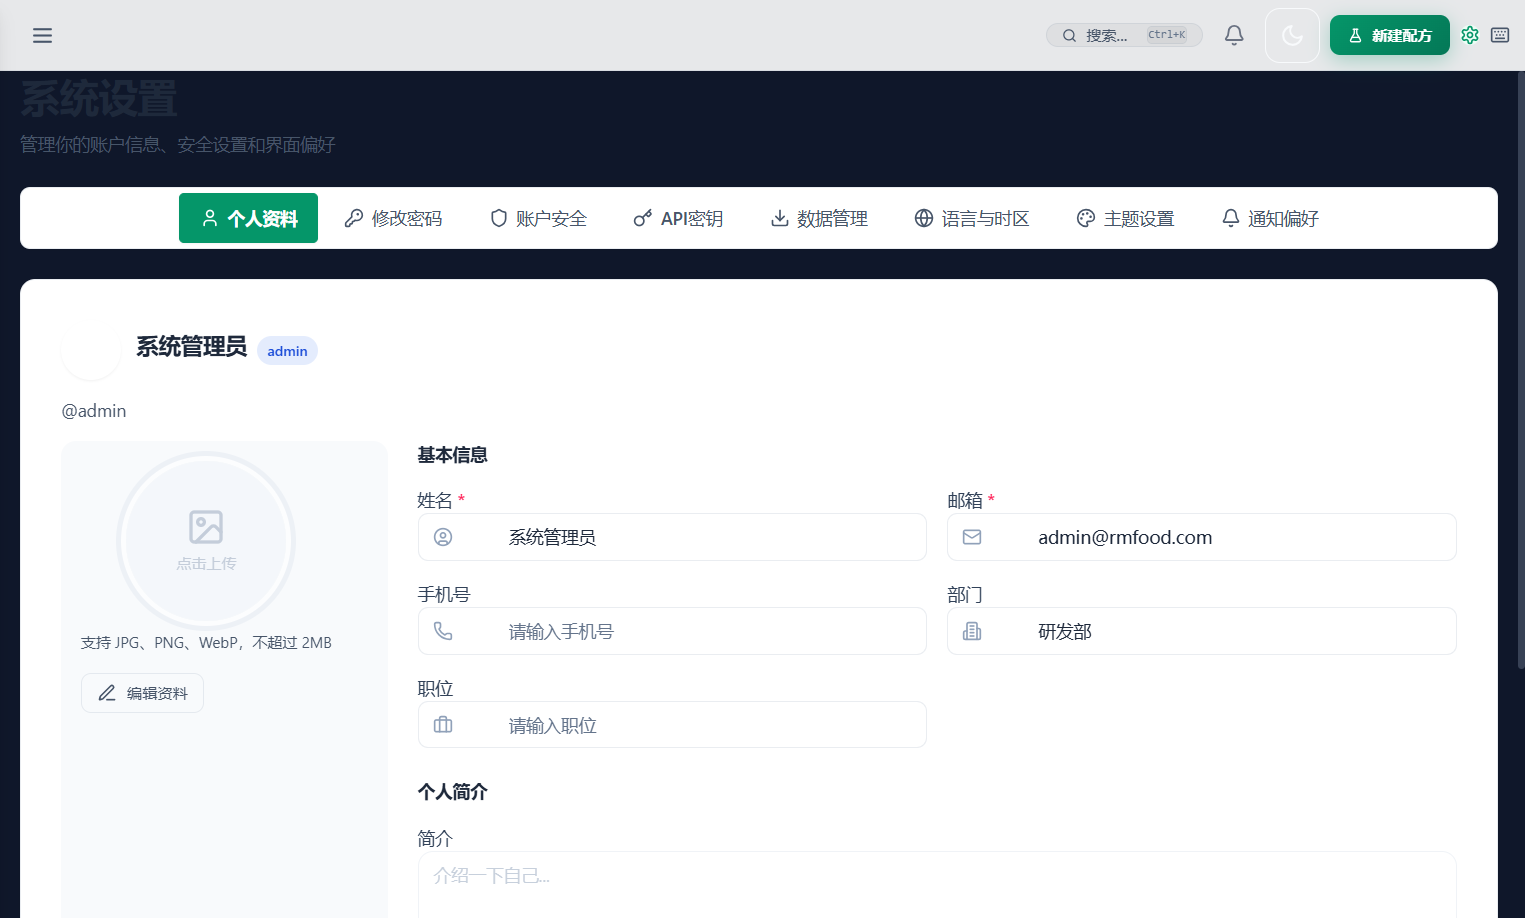 搜索... Ctrl+K 新建配方
系统设置
管理你的账户信息、安全设置和界面偏好
个人资料 修改密码 账户安全 API密钥 数据管理 语言与时区 主题设置 通知偏好
系统管理员 admin
@admin
点击上传
支持 JPG、PNG、WebP，不超过 2MB
编辑资料
基本信息
姓名 * 邮箱 *
系统管理员 admin@rmfood.com
手机号 部门
请输入手机号 研发部
职位
请输入职位
个人简介
简介
介绍一下自己...